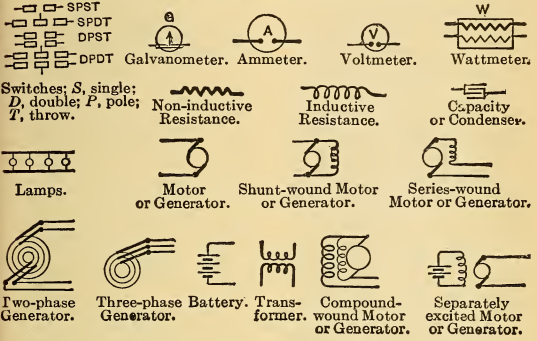 SPST
SPDT
DPST
DPDT
Switches; S, single;
D, double; P, pole;
T, throw.
Galvanometer.
A
Ammeter.
V
Voltmeter.
W
Wattmeter.
Non-inductive
Resistance.
Inductive
Resistance.
Capacity
or Condenser.
Lamps.
Motor
or Generator.
Shunt-wound Motor
or Generator.
Series-wound
Motor or Generator.
Two-phase
Generator.
Three-phase
Generator.
Battery.
Trans-
former.
Compound-
wound Motor
or Generator.
Separately
excited Motor
or Generator.